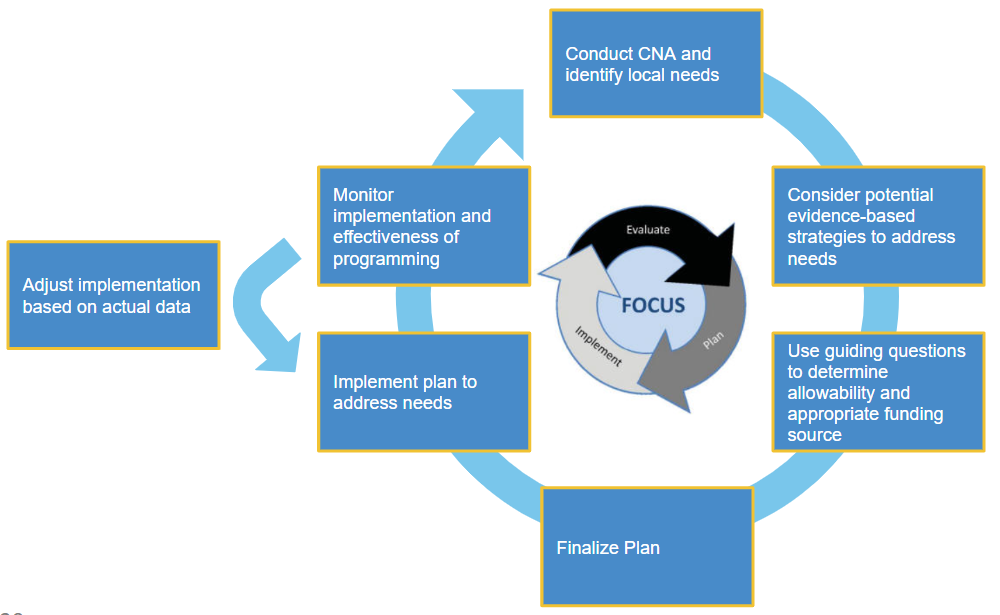 Conduct CNA and
identify local needs
Consider potential
evidence-based
strategies to address
needs
Use guiding questions
to determine
allowability and
appropriate funding
source
Finalize Plan
Implement plan to
address needs
Monitor
implementation and
effectiveness of
programming
Adjust implementation
based on actual data
Evaluate
Plan
Implement
FOCUS